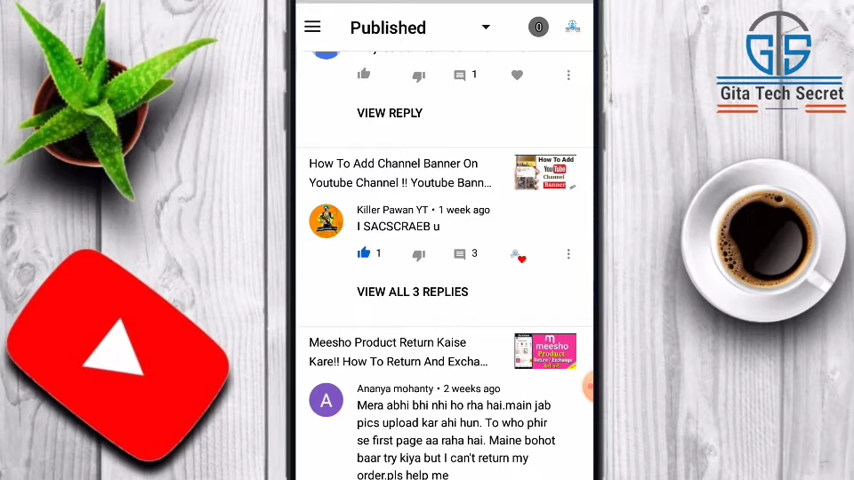 Published
0
GTS
Gita Tech Secret
1
VIEW REPLY
How To Add Channel Banner On
Youtube Channel !! Youtube Bann...
How To Add
YouTube
Channel
Banner
Killer Pawan YT • 1 week ago
I SACSCRAEB u
1
3
VIEW ALL 3 REPLIES
Meesho Product Return Kaise
Kare!! How To Return And Excha...
meesho
Product
A
Ananya mohanty • 2 weeks ago
Mera abhi bhi nhi ho rha hai.main jab
pics upload kar ahi hun. To who phir
se first page aa raha hai. Maine bohot
baar try kiya but I can't return my
order.pls help me